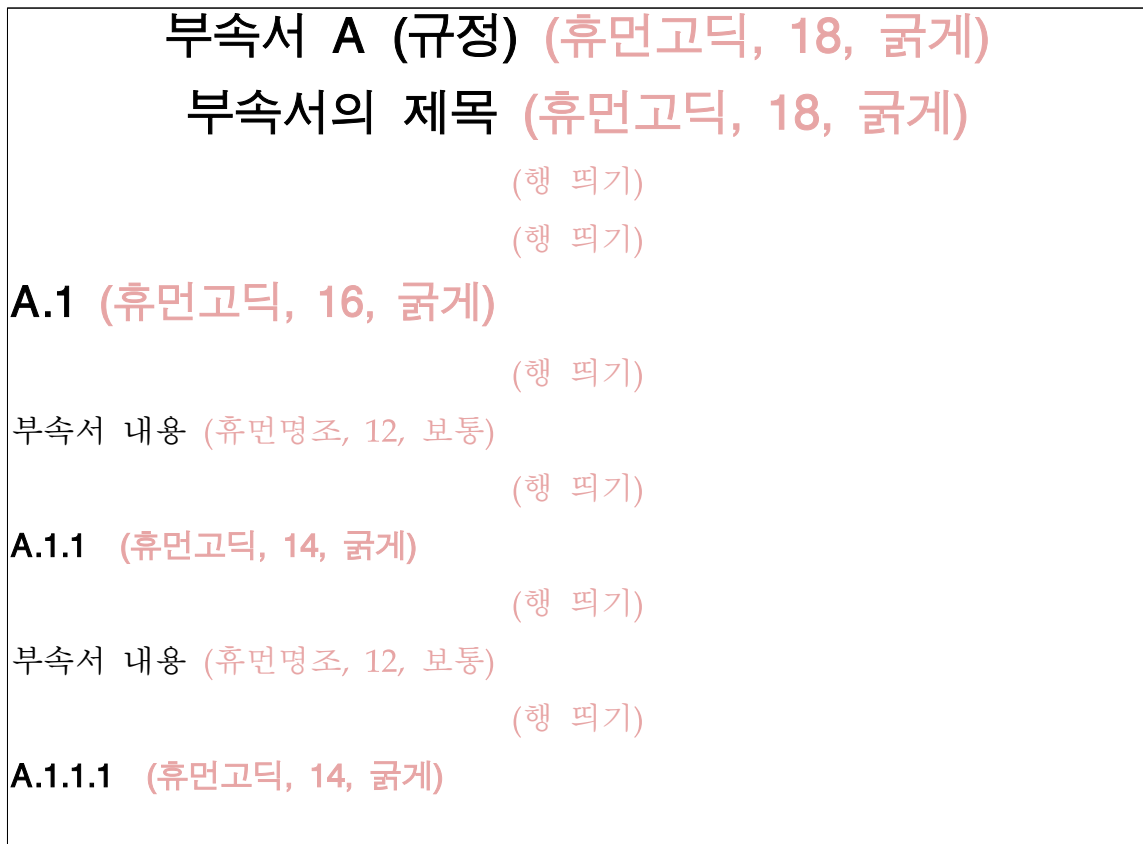 부속서 A (규정) (휴먼고딕, 18, 굵게)
부속서의 제목 (휴먼고딕, 18, 굵게)
(행 띄기)
(행 띄기)
A.1 (휴먼고딕, 16, 굵게)
(행 띄기)
부속서 내용 (휴먼명조, 12, 보통)
(행 띄기)
A.1.1 (휴먼고딕, 14, 굵게)
(행 띄기)
부속서 내용 (휴먼명조, 12, 보통)
(행 띄기)
A.1.1.1 (휴먼고딕, 14, 굵게)